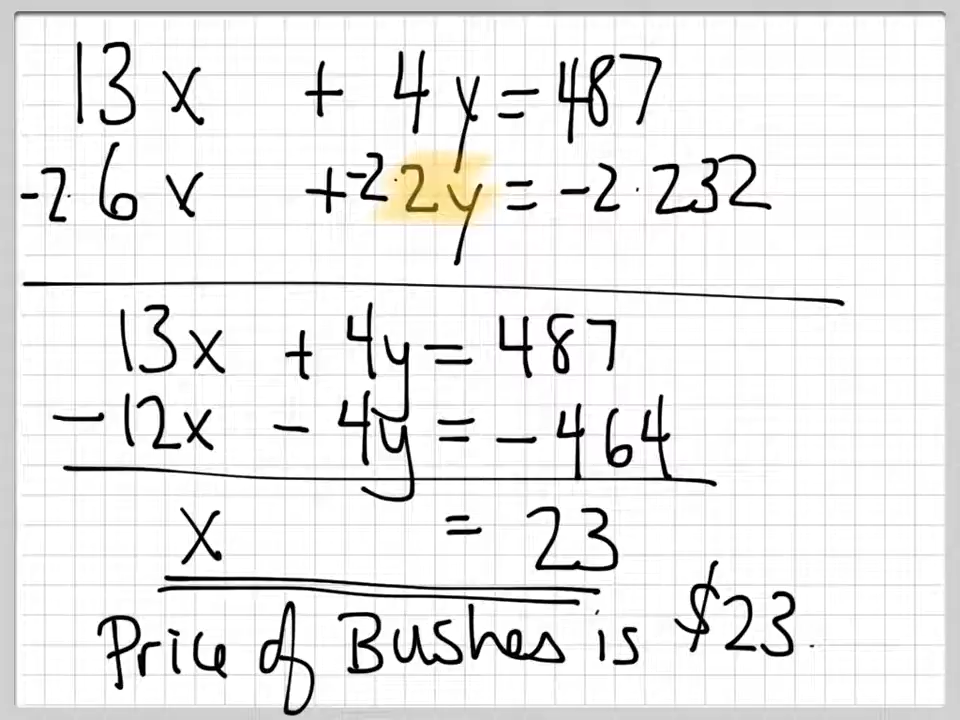 13x + 4y = 487
-2·6x + -2·2y = -2·232
13x + 4y = 487
-12x - 4y = -464
x = 23
Price of Bushes is $23.